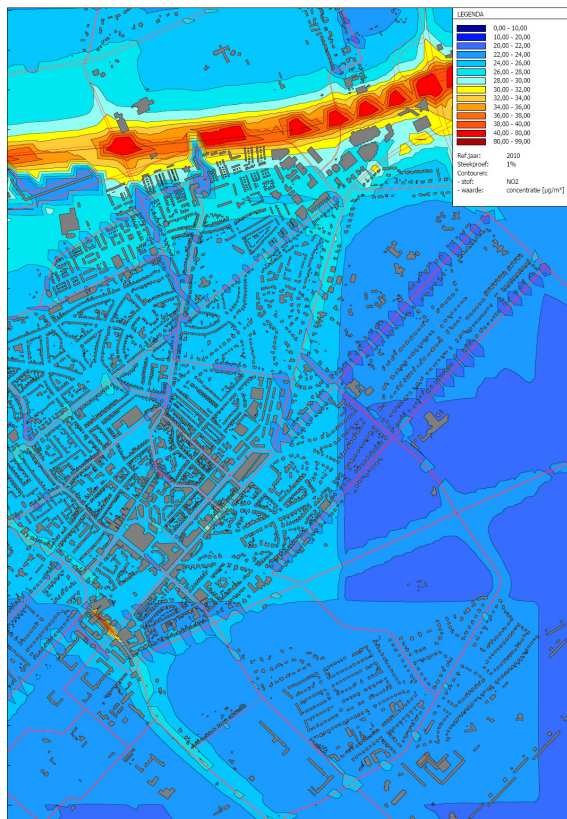 LEGENDA
0,00 - 10,00
10,00 - 20,00
20,00 - 22,00
22,00 - 24,00
24,00 - 26,00
26,00 - 28,00
28,00 - 30,00
30,00 - 32,00
32,00 - 34,00
34,00 - 36,00
36,00 - 38,00
38,00 - 40,00
40,00 - 80,00
80,00 - 99,00
Ref.jaar: 2010
Steekproef: 1%
Contouren:
- stof: NO2
- waarde: concentratie [µg/m³]